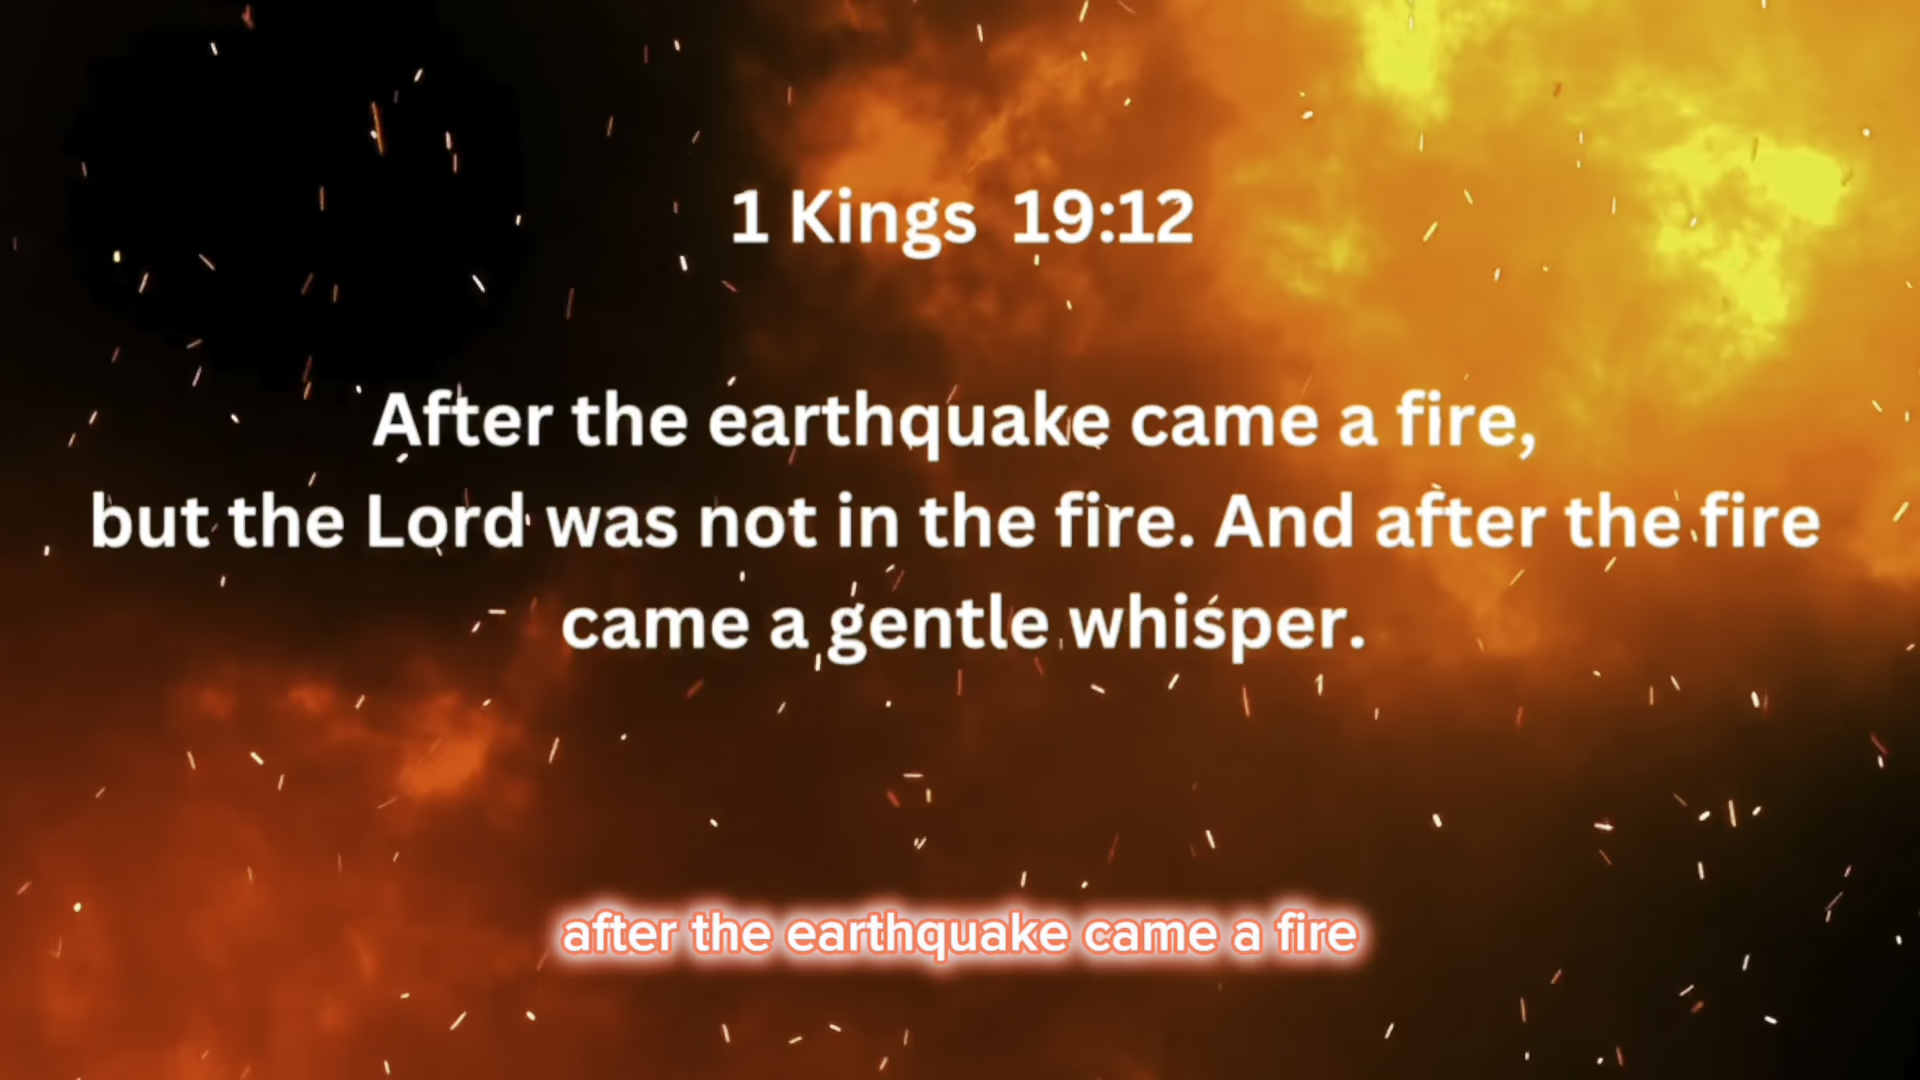 1 Kings 19:12
After the earthquake came a fire,
but the Lord was not in the fire. And after the fire
came a gentle whisper.
after the earthquake came a fire